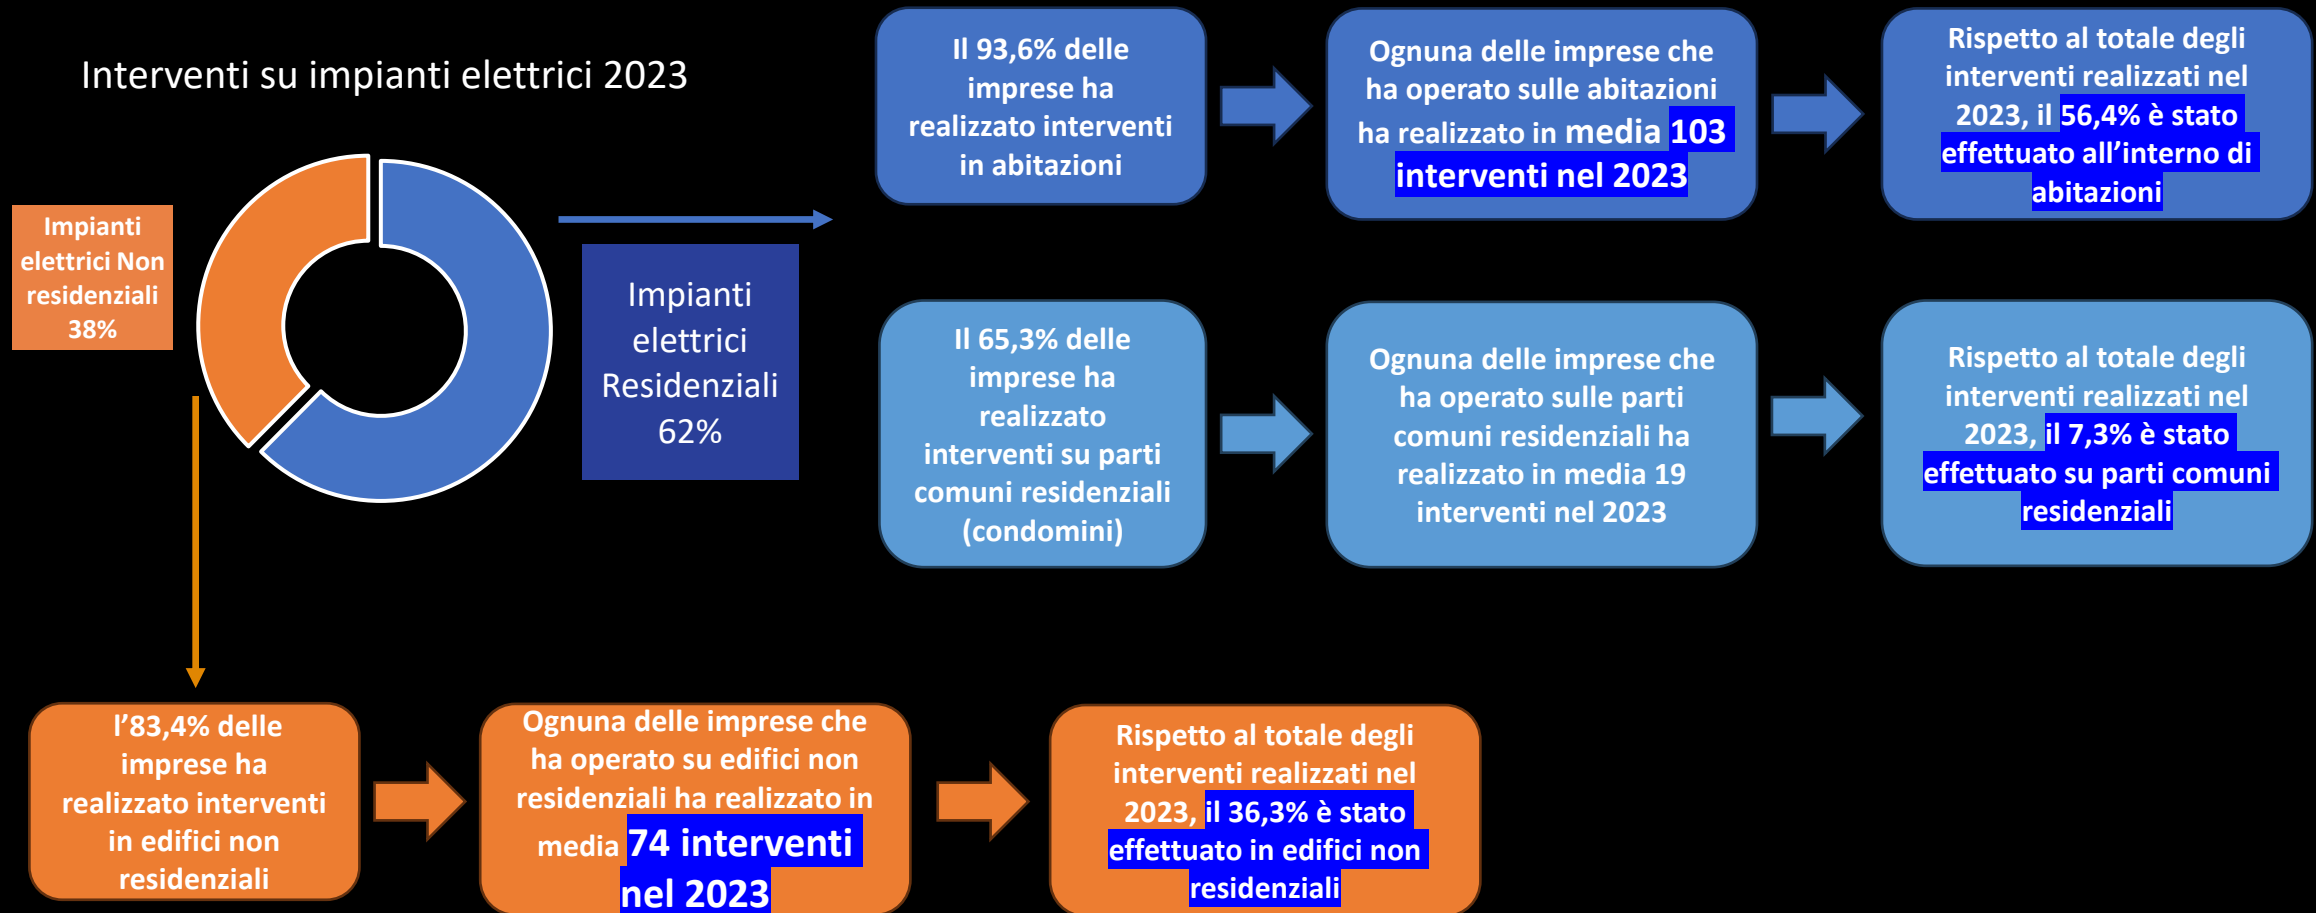 Interventi su impianti elettrici 2023
Impianti
elettrici Non
residenziali
38%
Impianti
elettrici
Residenziali
62%
Il 93,6% delle
imprese ha
realizzato interventi
in abitazioni
Ognuna delle imprese che
ha operato sulle abitazioni
ha realizzato in media 103
interventi nel 2023
Rispetto al totale degli
interventi realizzati nel
2023, il 56,4% è stato
effettuato all’interno di
abitazioni
Il 65,3% delle
imprese ha
realizzato
interventi su parti
comuni residenziali
(condomini)
Ognuna delle imprese che
ha operato sulle parti
comuni residenziali ha
realizzato in media 19
interventi nel 2023
Rispetto al totale degli
interventi realizzati nel
2023, il 7,3% è stato
effettuato su parti comuni
residenziali
l’83,4% delle
imprese ha
realizzato interventi
in edifici non
residenziali
Ognuna delle imprese che
ha operato su edifici non
residenziali ha realizzato in
media 74 interventi
nel 2023
Rispetto al totale degli
interventi realizzati nel
2023, il 36,3% è stato
effettuato in edifici non
residenziali